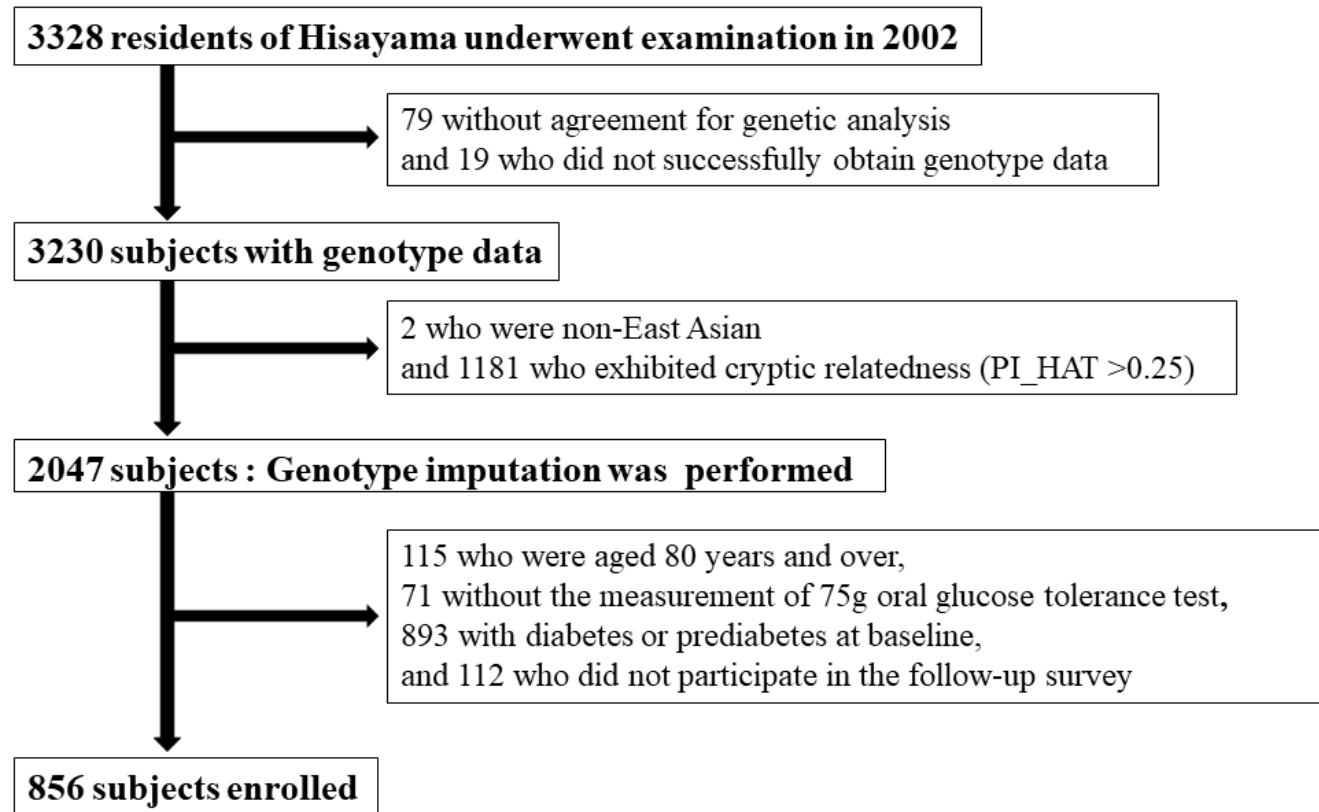 3328 residents of Hisayama underwent examination in 2002
79 without agreement for genetic analysis
and 19 who did not successfully obtain genotype data
3230 subjects with genotype data
2 who were non-East Asian
and 1181 who exhibited cryptic relatedness (PI_HAT >0.25)
2047 subjects : Genotype imputation was performed
115 who were aged 80 years and over,
71 without the measurement of 75g oral glucose tolerance test,
893 with diabetes or prediabetes at baseline,
and 112 who did not participate in the follow-up survey
856 subjects enrolled